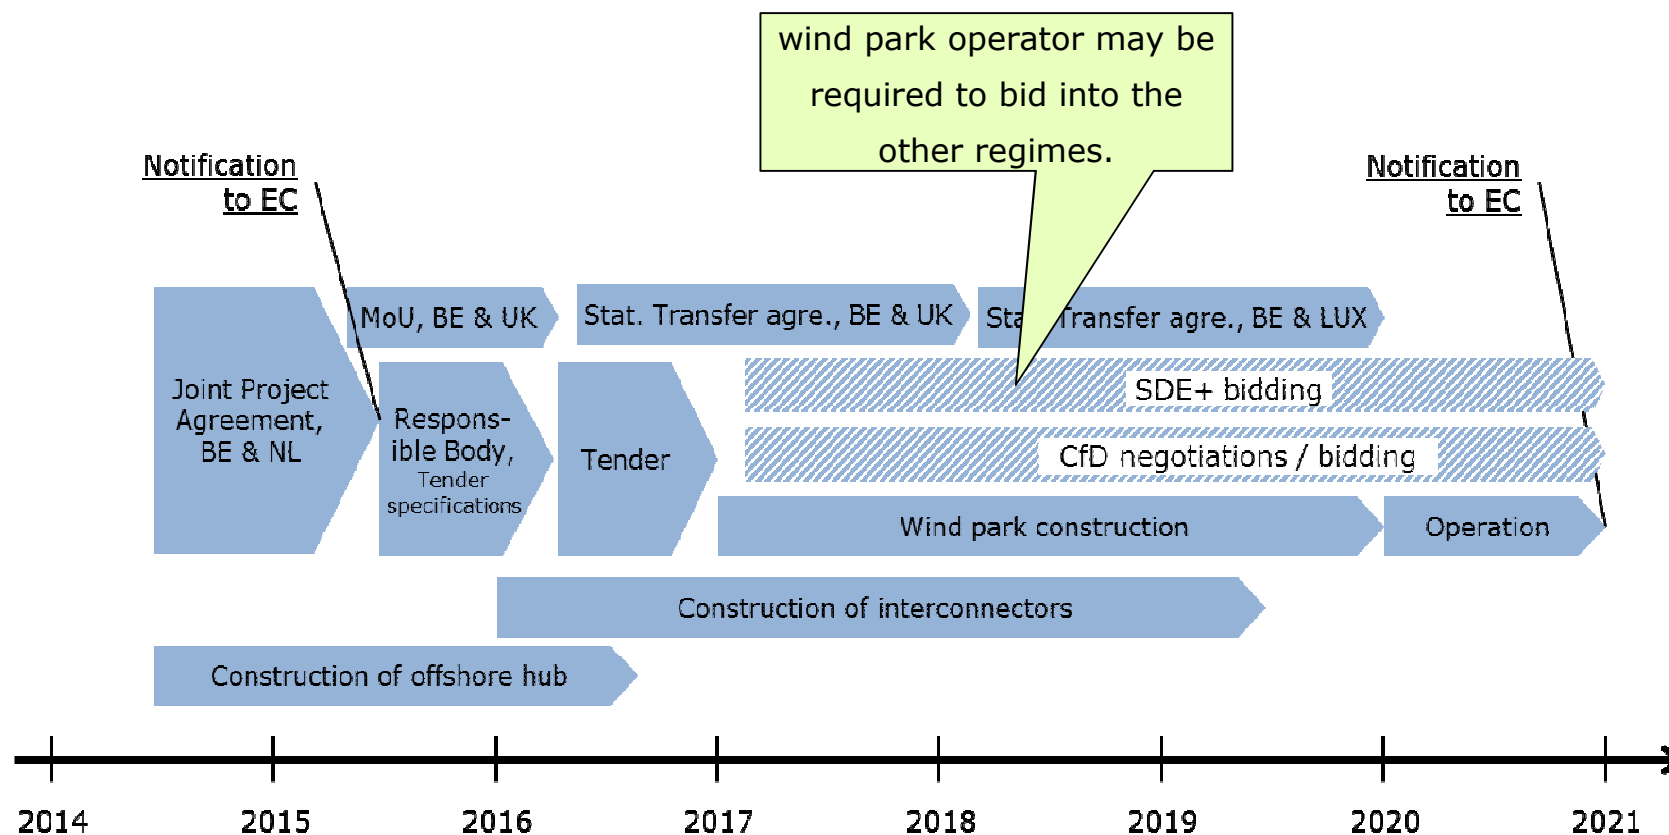 wind park operator may be
required to bid into the
other regimes.
Notification
to EC
Notification
to EC
MoU, BE & UK
Stat. Transfer agre., BE & UK
Sta Transfer agre., BE & LUX
Joint Project
Agreement,
BE & NL
Respons-
ible Body,
Tender
specifications
Tender
SDE+ bidding
CfD negotiations / bidding
Wind park construction
Operation
Construction of interconnectors
Construction of offshore hub
2014 2015 2016 2017 2018 2019 2020 2021